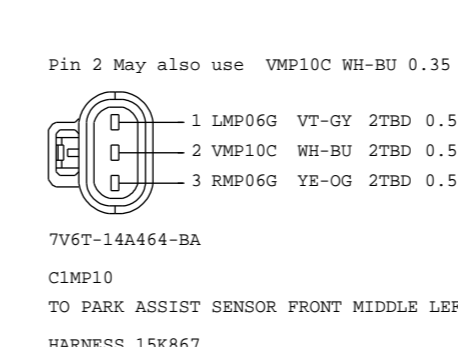 Pin 2 May also use VMP10C WH-BU 0.35
1 LMP06G VT-GY 2TBD 0.5
2 VMP10C WH-BU 2TBD 0.5
3 RMP06G YE-OG 2TBD 0.5
7V6T-14A464-BA
C1MP10
TO PARK ASSIST SENSOR FRONT MIDDLE
HARNESS 15K867